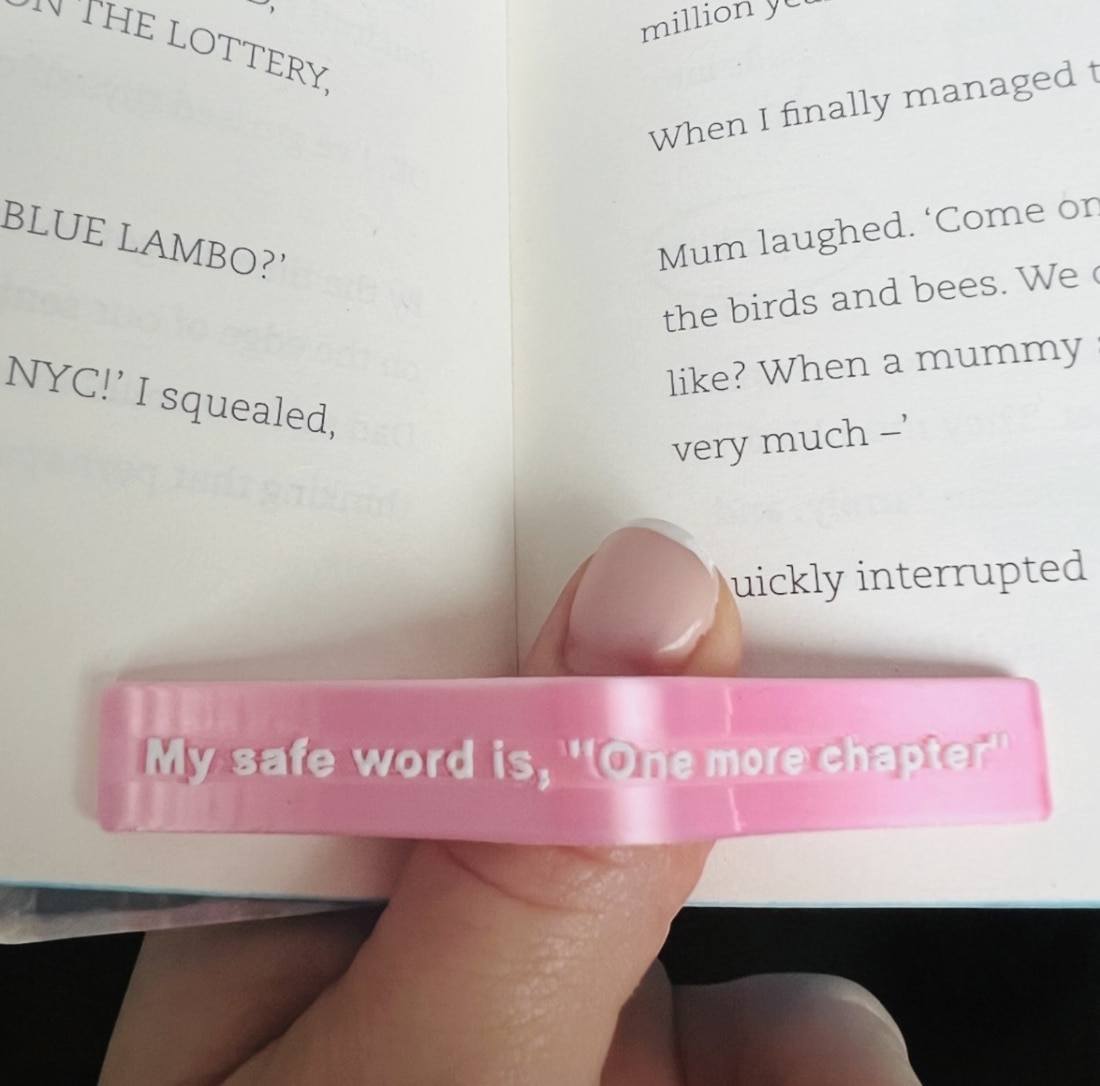 THE LOTTERY,
BLUE LAMBO?’
NYC!’ I squealed,
million
When I finally managed
Mum laughed. ‘Come on
the birds and bees. We
like? When a mummy
very much –’
uickly interrupted
My safe word is, "One more chapter"